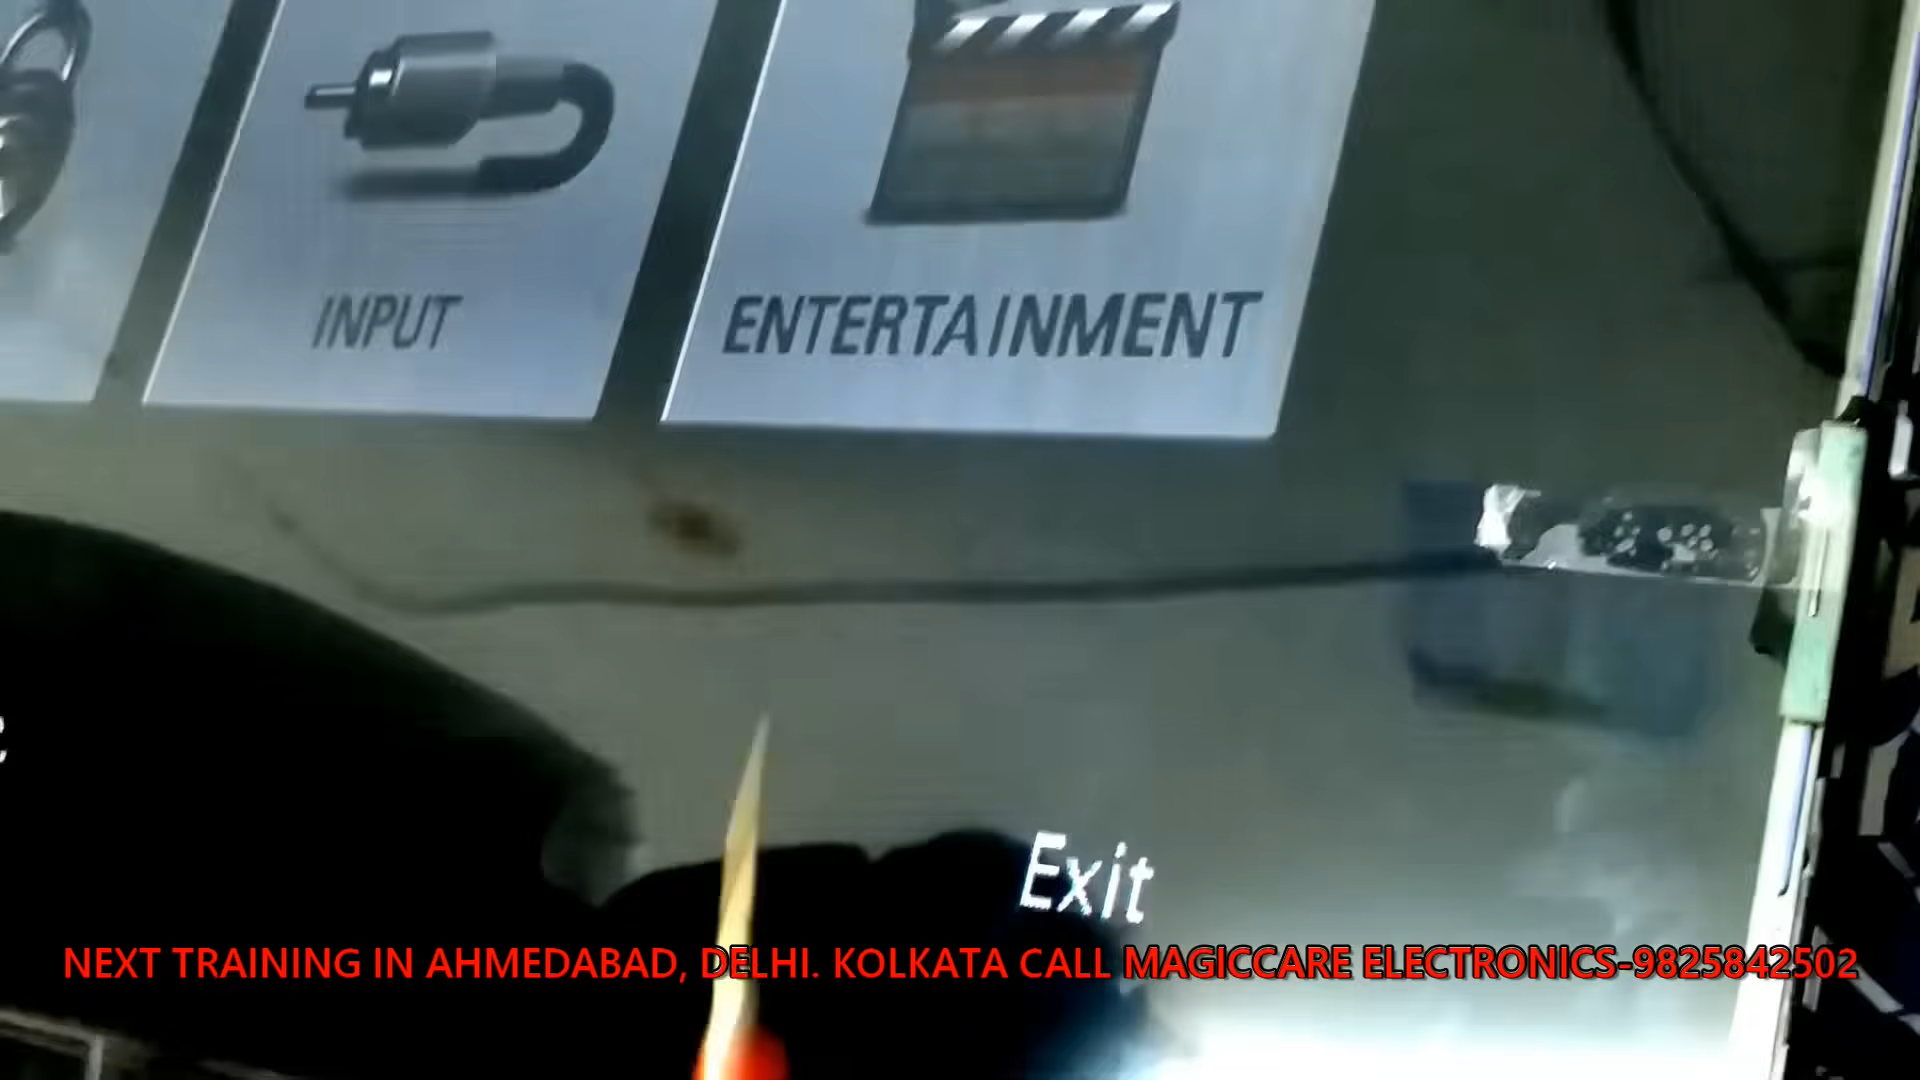 INPUT
ENTERTAINMENT
Exit
NEXT TRAINING IN AHMEDABAD, DELHI. KOLKATA CALL MAGICCARE ELECTRONICS-9825842502